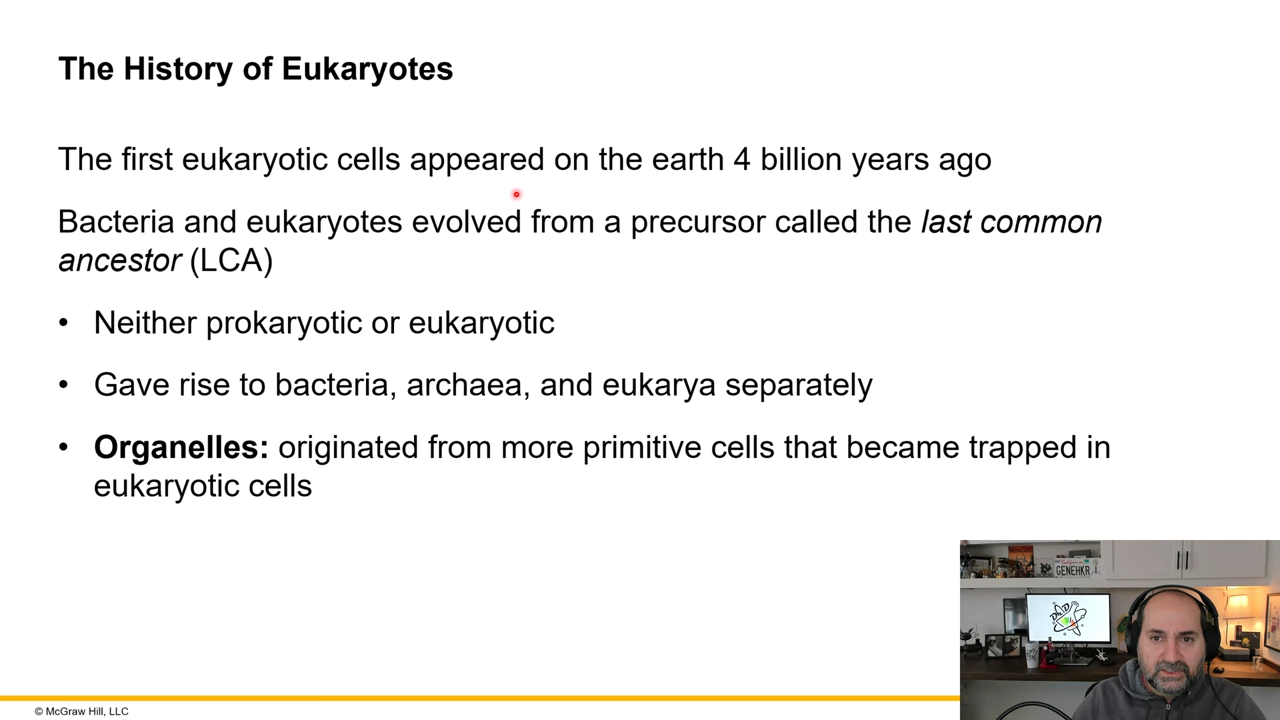 The History of Eukaryotes
The first eukaryotic cells appeared on the earth 4 billion years ago
Bacteria and eukaryotes evolved from a precursor called the last common
ancestor (LCA)
• Neither prokaryotic or eukaryotic
• Gave rise to bacteria, archaea, and eukarya separately
• Organelles: originated from more primitive cells that became trapped in
eukaryotic cells
GENEHKR
© McGraw Hill, LLC